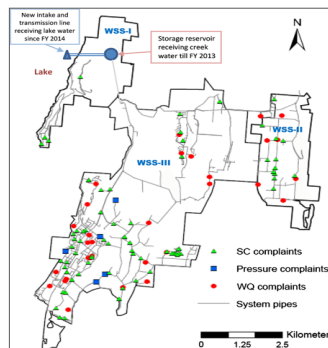 New intake and
transmission line
receiving lake water
since FY 2014
WSS-I
Storage reservoir
receiving creek
water till FY 2013
Lake
N
WSS-II
WSS-III
SC complaints
Pressure complaints
WQ complaints
System pipes
Kilometer
0 1.25 2.5